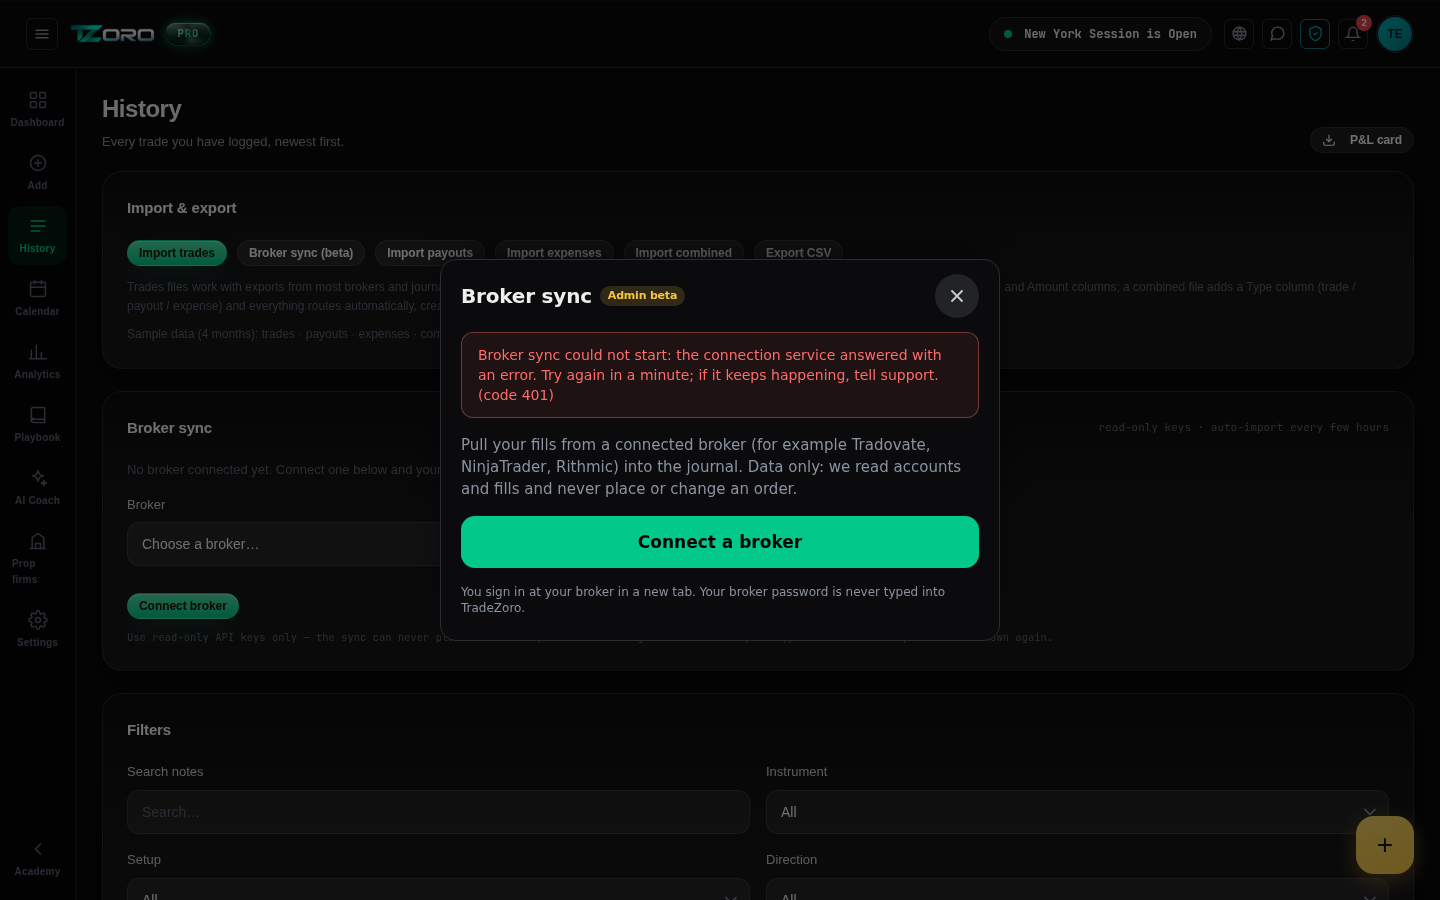 TZORO PRO
New York Session is Open
2
TE
Dashboard
Add
History
Calendar
Analytics
Playbook
AI Coach
Prop
firms
Settings
Academy
History
Every trade you have logged, newest first.
P&L card
Import & export
Import trades
Broker sync (beta)
Import payouts
Import expenses
Import combined
Export CSV
Trades files work with exports from most brokers and and Amount columns; a combined file adds a Type column (trade /
payout / expense) and everything routes automatically,
Sample data (4 months): trades · payouts · expenses ·
Broker sync
read-only keys · auto-import every few hours
No broker connected yet. Connect one below and your
Broker
Choose a broker…
Connect broker
Use read-only API keys only — the sync can never again.
Broker sync
Admin beta
Broker sync could not start: the connection service answered with
an error. Try again in a minute; if it keeps happening, tell support.
(code 401)
Pull your fills from a connected broker (for example Tradovate,
NinjaTrader, Rithmic) into the journal. Data only: we read accounts
and fills and never place or change an order.
Connect a broker
You sign in at your broker in a new tab. Your broker password is never typed into
TradeZoro.
Filters
Search notes
Search…
Instrument
All
Setup
All
Direction
All